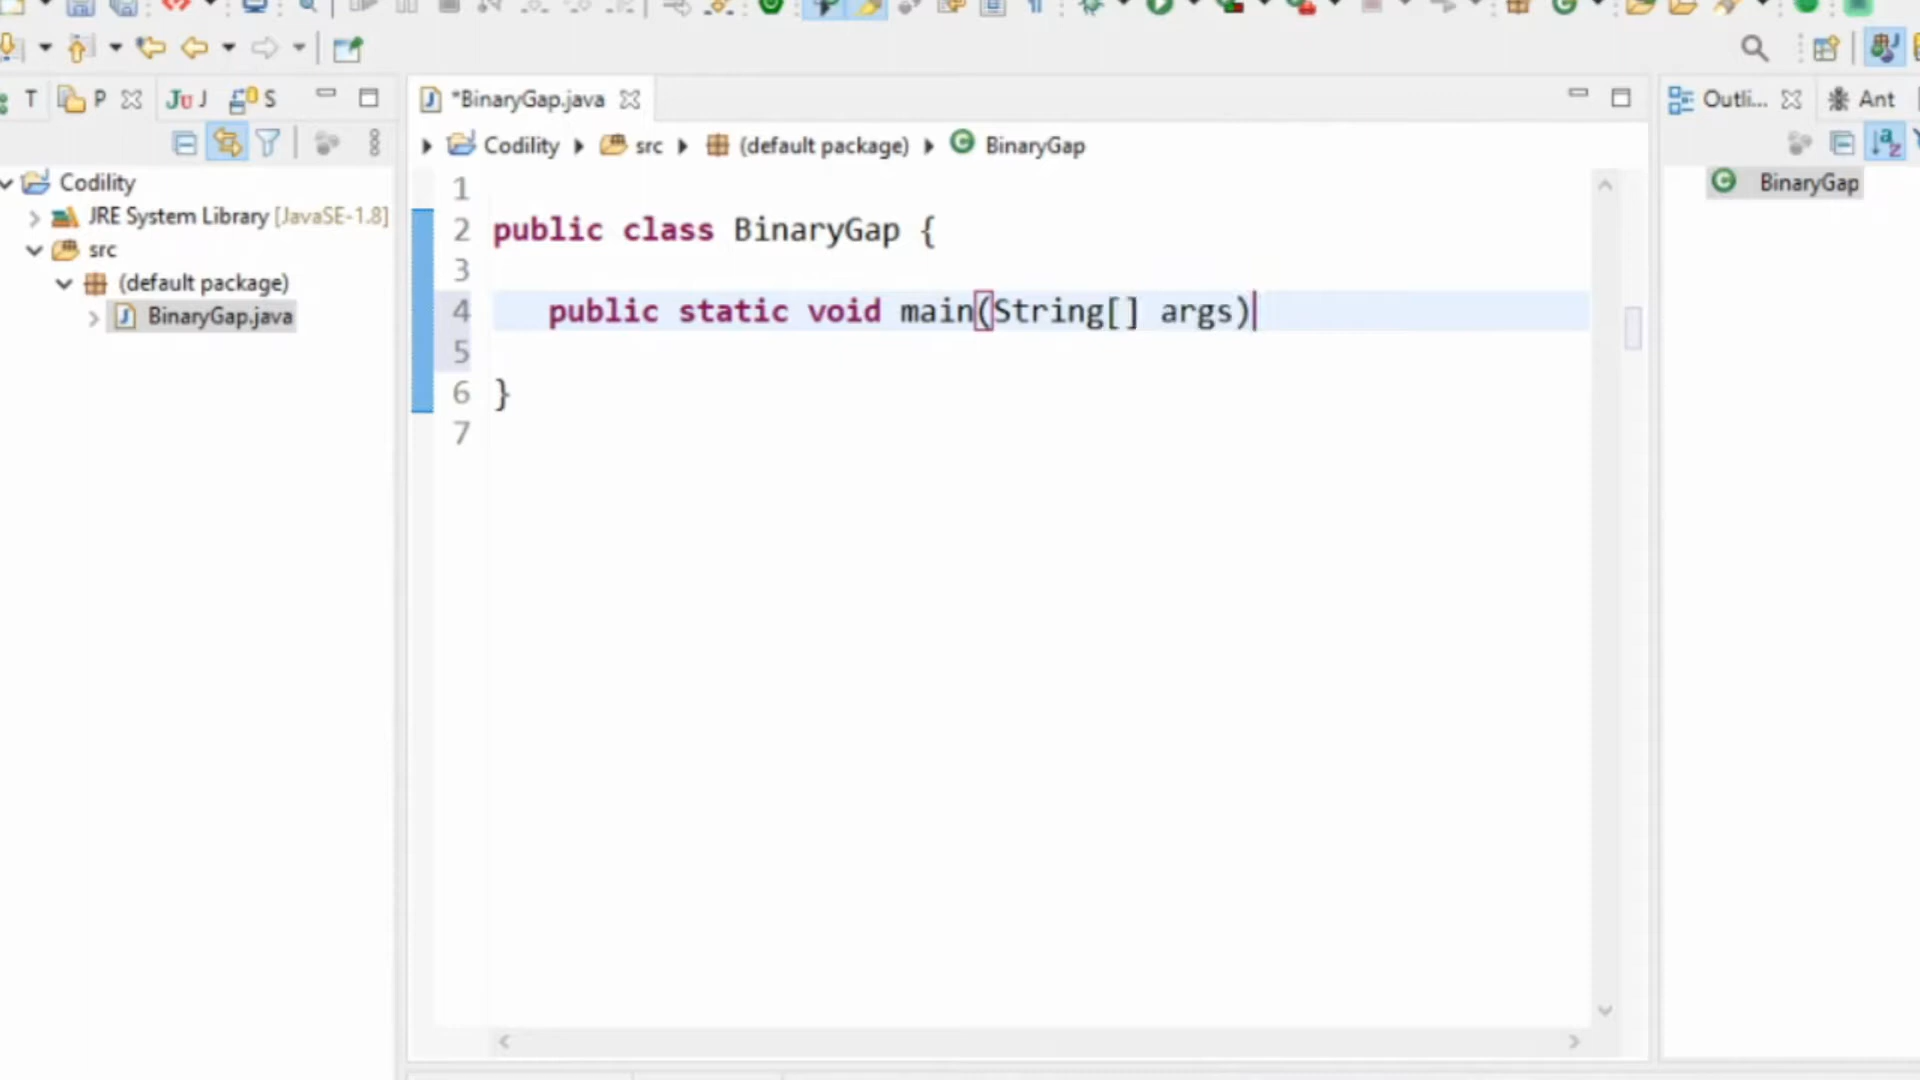 T P Ju J S
*BinaryGap.java
Outli... Ant
Codility src (default package) BinaryGap
Codility
JRE System Library [JavaSE-1.8]
src
(default package)
BinaryGap.java
1
2 public class BinaryGap {
3
4 public static void main(String[] args)
5
6 }
7
BinaryGap